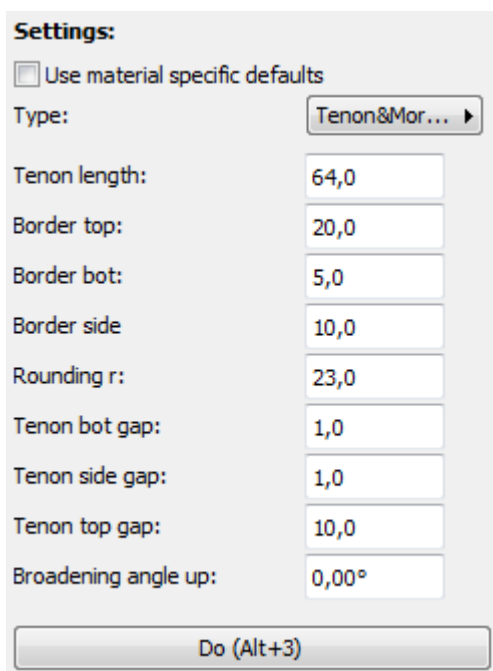 Settings:
Use material specific defaults
Type: Tenon&Mor...
Tenon length: 64,0
Border top: 20,0
Border bot: 5,0
Border side 10,0
Rounding r: 23,0
Tenon bot gap: 1,0
Tenon side gap: 1,0
Tenon top gap: 10,0
Broadening angle up: 0,00°
Do (Alt+3)